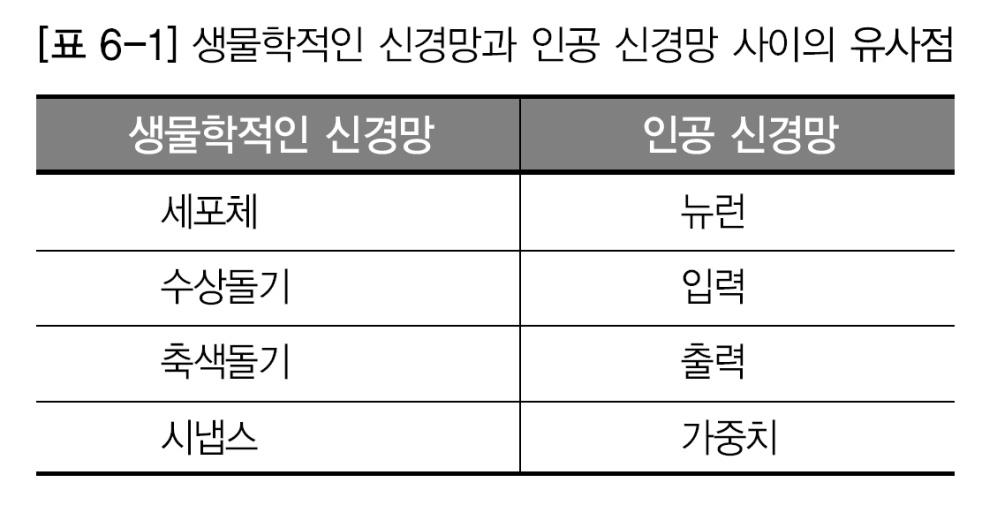 [표 6-1] 생물학적인 신경망과 인공 신경망 사이의 유사점
생물학적인 신경망 인공 신경망
세포체 뉴런
수상돌기 입력
축색돌기 출력
시냅스 가중치